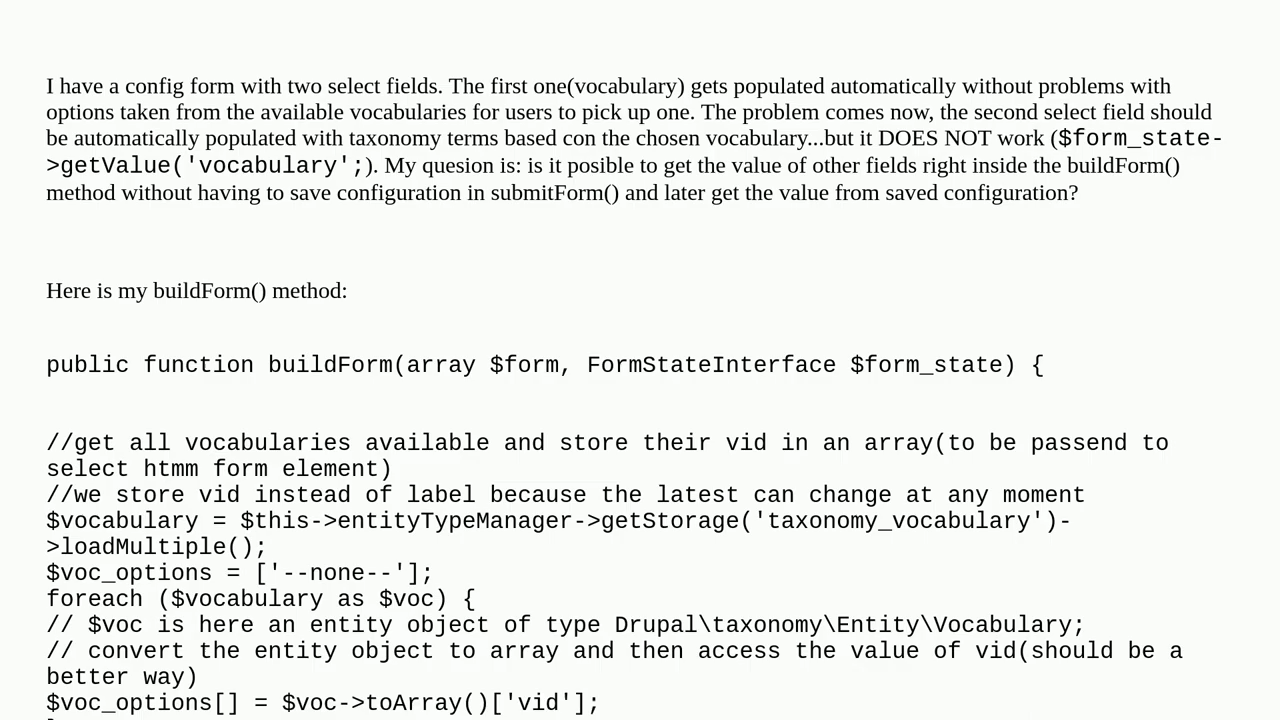 I have a config form with two select fields. The first one(vocabulary) gets populated automatically without problems with
options taken from the available vocabularies for users to pick up one. The problem comes now, the second select field should
be automatically populated with taxonomy terms based con the chosen vocabulary...but it DOES NOT work ($form_state-
>getValue('vocabulary';). My quesion is: is it posible to get the value of other fields right inside the buildForm()
method without having to save configuration in submitForm() and later get the value from saved configuration?
Here is my buildForm() method:
public function buildForm(array $form, FormStateInterface $form_state) {
//get all vocabularies available and store their vid in an array(to be passend to
select htmm form element)
//we store vid instead of label because the latest can change at any moment
$vocabulary = $this->entityTypeManager->getStorage('taxonomy_vocabulary')-
>loadMultiple();
$voc_options = ['--none--'];
foreach ($vocabulary as $voc) {
// $voc is here an entity object of type Drupal\taxonomy\Entity\Vocabulary;
// convert the entity object to array and then access the value of vid(should be a
better way)
$voc_options[] = $voc->toArray()['vid'];